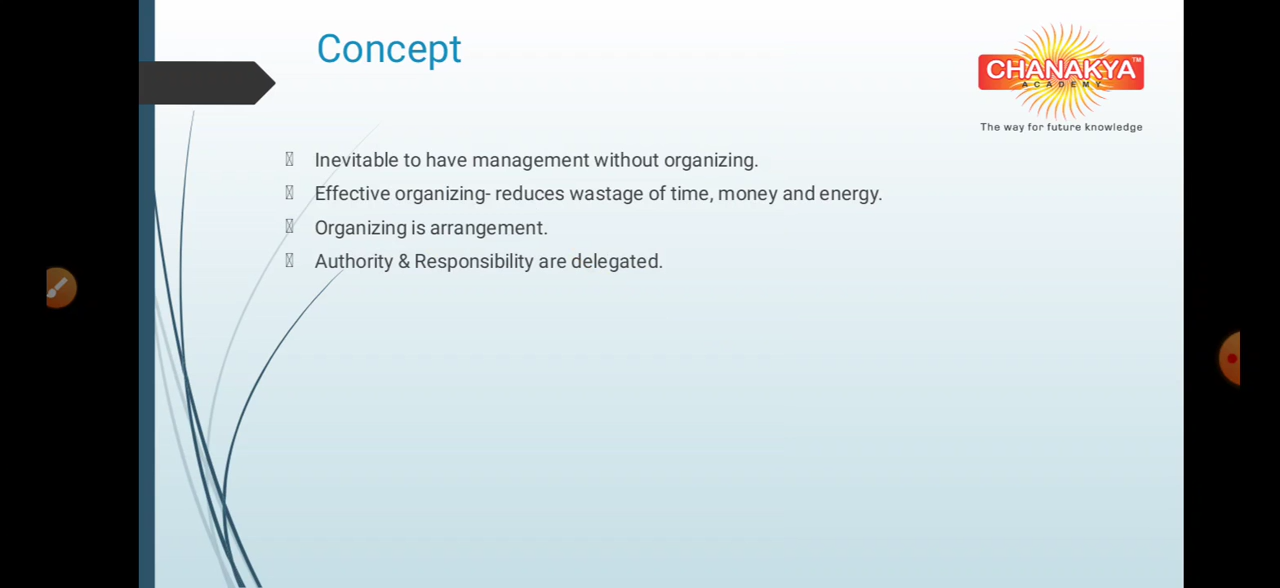 Concept
CHANAKYA™
ACADEMY
The way for future knowledge
Inevitable to have management without organizing.
Effective organizing- reduces wastage of time, money and energy.
Organizing is arrangement.
Authority & Responsibility are delegated.